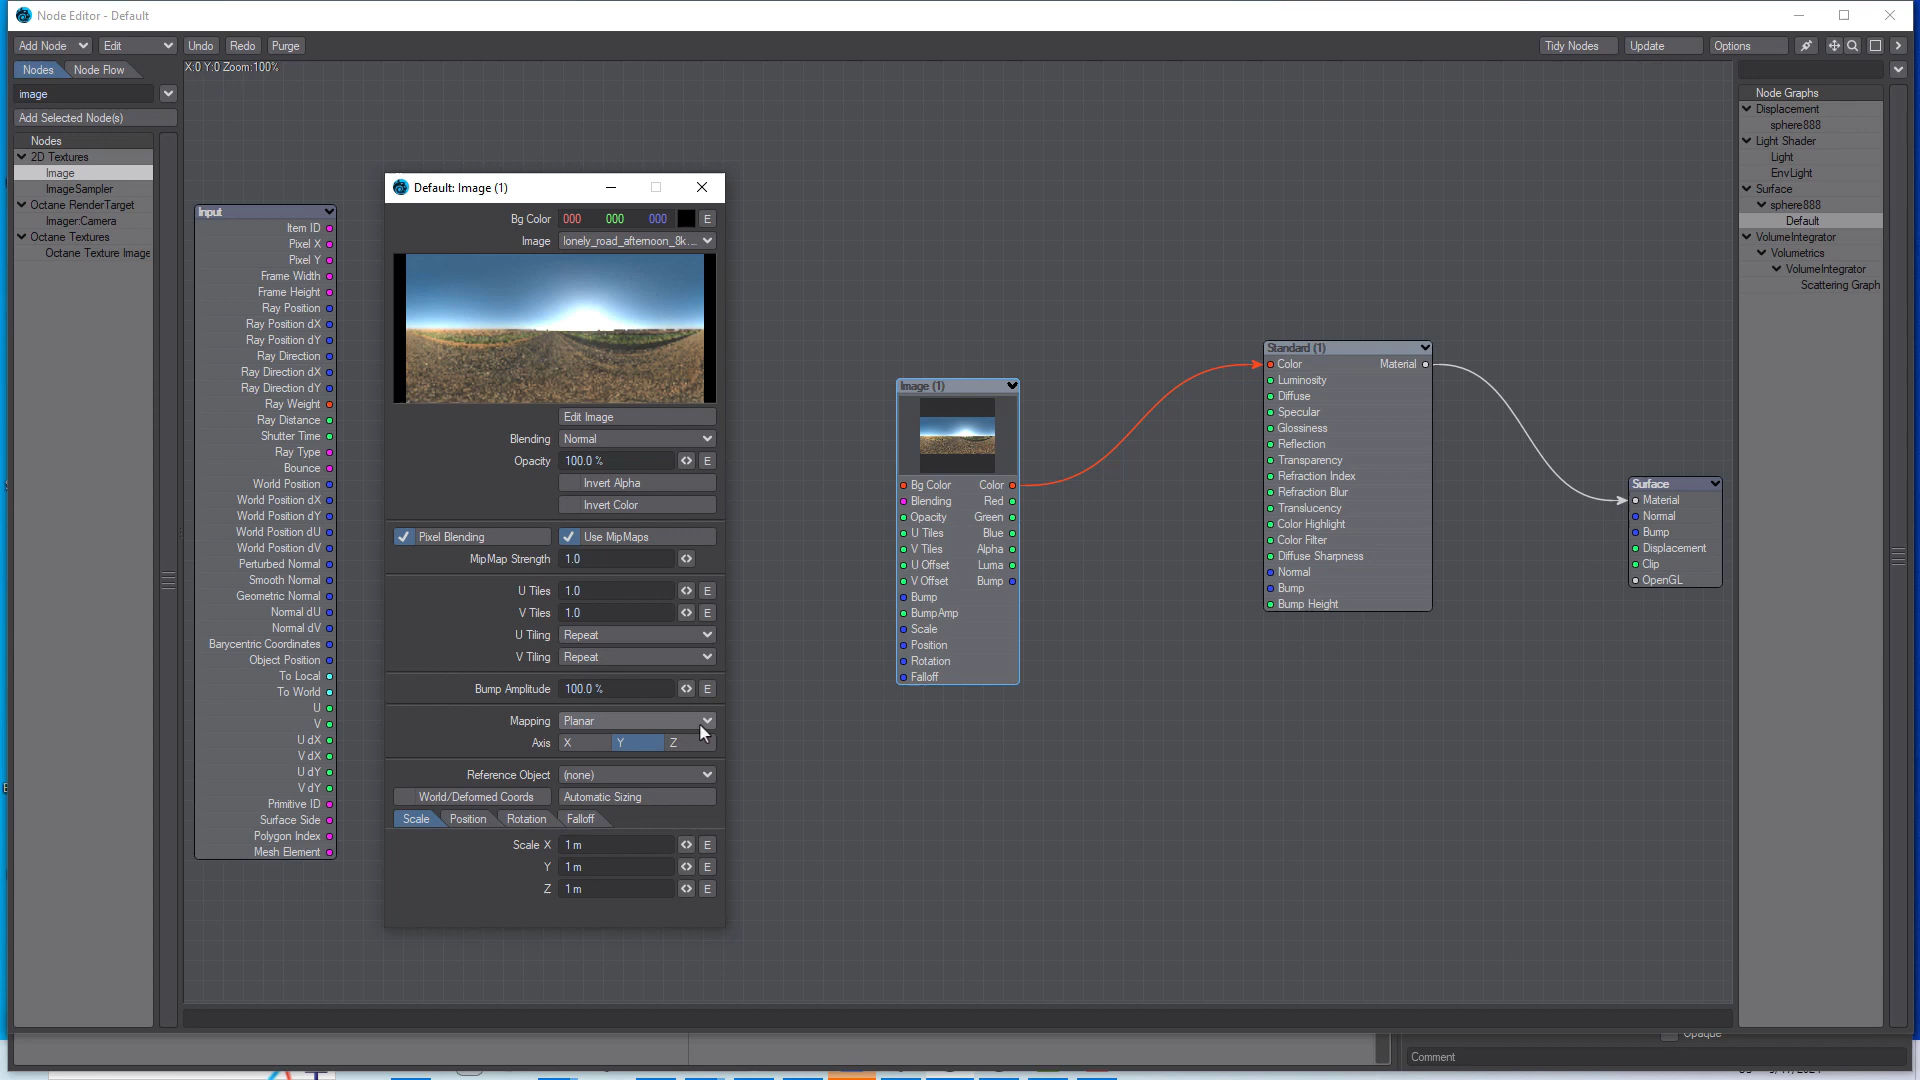 Node Editor - Default
Add Node
Edit
Undo
Redo
Purge
Tidy Nodes
Update
Options
Nodes
Node Flow
X:0 Y:0 Zoom:100%
image
Add Selected Node(s)
Nodes
2D Textures
Image
ImageSampler
Octane RenderTarget
Imager:Camera
Octane Textures
Octane Texture Image
Input
Item ID
Pixel X
Pixel Y
Frame Width
Frame Height
Ray Position
Ray Position dX
Ray Position dY
Ray Direction
Ray Direction dX
Ray Direction dY
Ray Weight
Ray Distance
Shutter Time
Ray Type
Bounce
World Position
World Position dX
World Position dY
World Position dU
World Position dV
Perturbed Normal
Smooth Normal
Geometric Normal
Normal dU
Normal dV
Barycentric Coordinates
Object Position
To Local
To World
U
V
U dX
V dX
U dY
V dY
Primitive ID
Surface Side
Polygon Index
Mesh Element
Default: Image (1)
Bg Color 000 000 000 E
Image lonely_road_afternoon_8k...
Edit Image
Blending Normal
Opacity 100.0 % E
Invert Alpha
Invert Color
Pixel Blending Use MipMaps
MipMap Strength 1.0
U Tiles 1.0 E
V Tiles 1.0 E
U Tiling Repeat
V Tiling Repeat
Bump Amplitude 100.0 % E
Mapping Planar
Axis X Y Z
Reference Object (none)
World/Deformed Coords Automatic Sizing
Scale Position Rotation Falloff
Scale X 1 m E
Y 1 m E
Z 1 m E
Image (1)
Bg Color Color
Blending Red
Opacity Green
U Tiles Blue
V Tiles Alpha
U Offset Luma
V Offset Bump
Bump
BumpAmp
Scale
Position
Rotation
Falloff
Standard (1)
Color Material
Luminosity
Diffuse
Specular
Glossiness
Reflection
Transparency
Refraction Index
Refraction Blur
Translucency
Color Highlight
Color Filter
Diffuse Sharpness
Normal
Bump
Bump Height
Surface
Material
Normal
Bump
Displacement
Clip
OpenGL
Node Graphs
Displacement
sphere888
Light Shader
Light
EnvLight
Surface
sphere888
Default
VolumeIntegrator
Volumetrics
VolumeIntegrator
Scattering Graph
Opaque
Comment